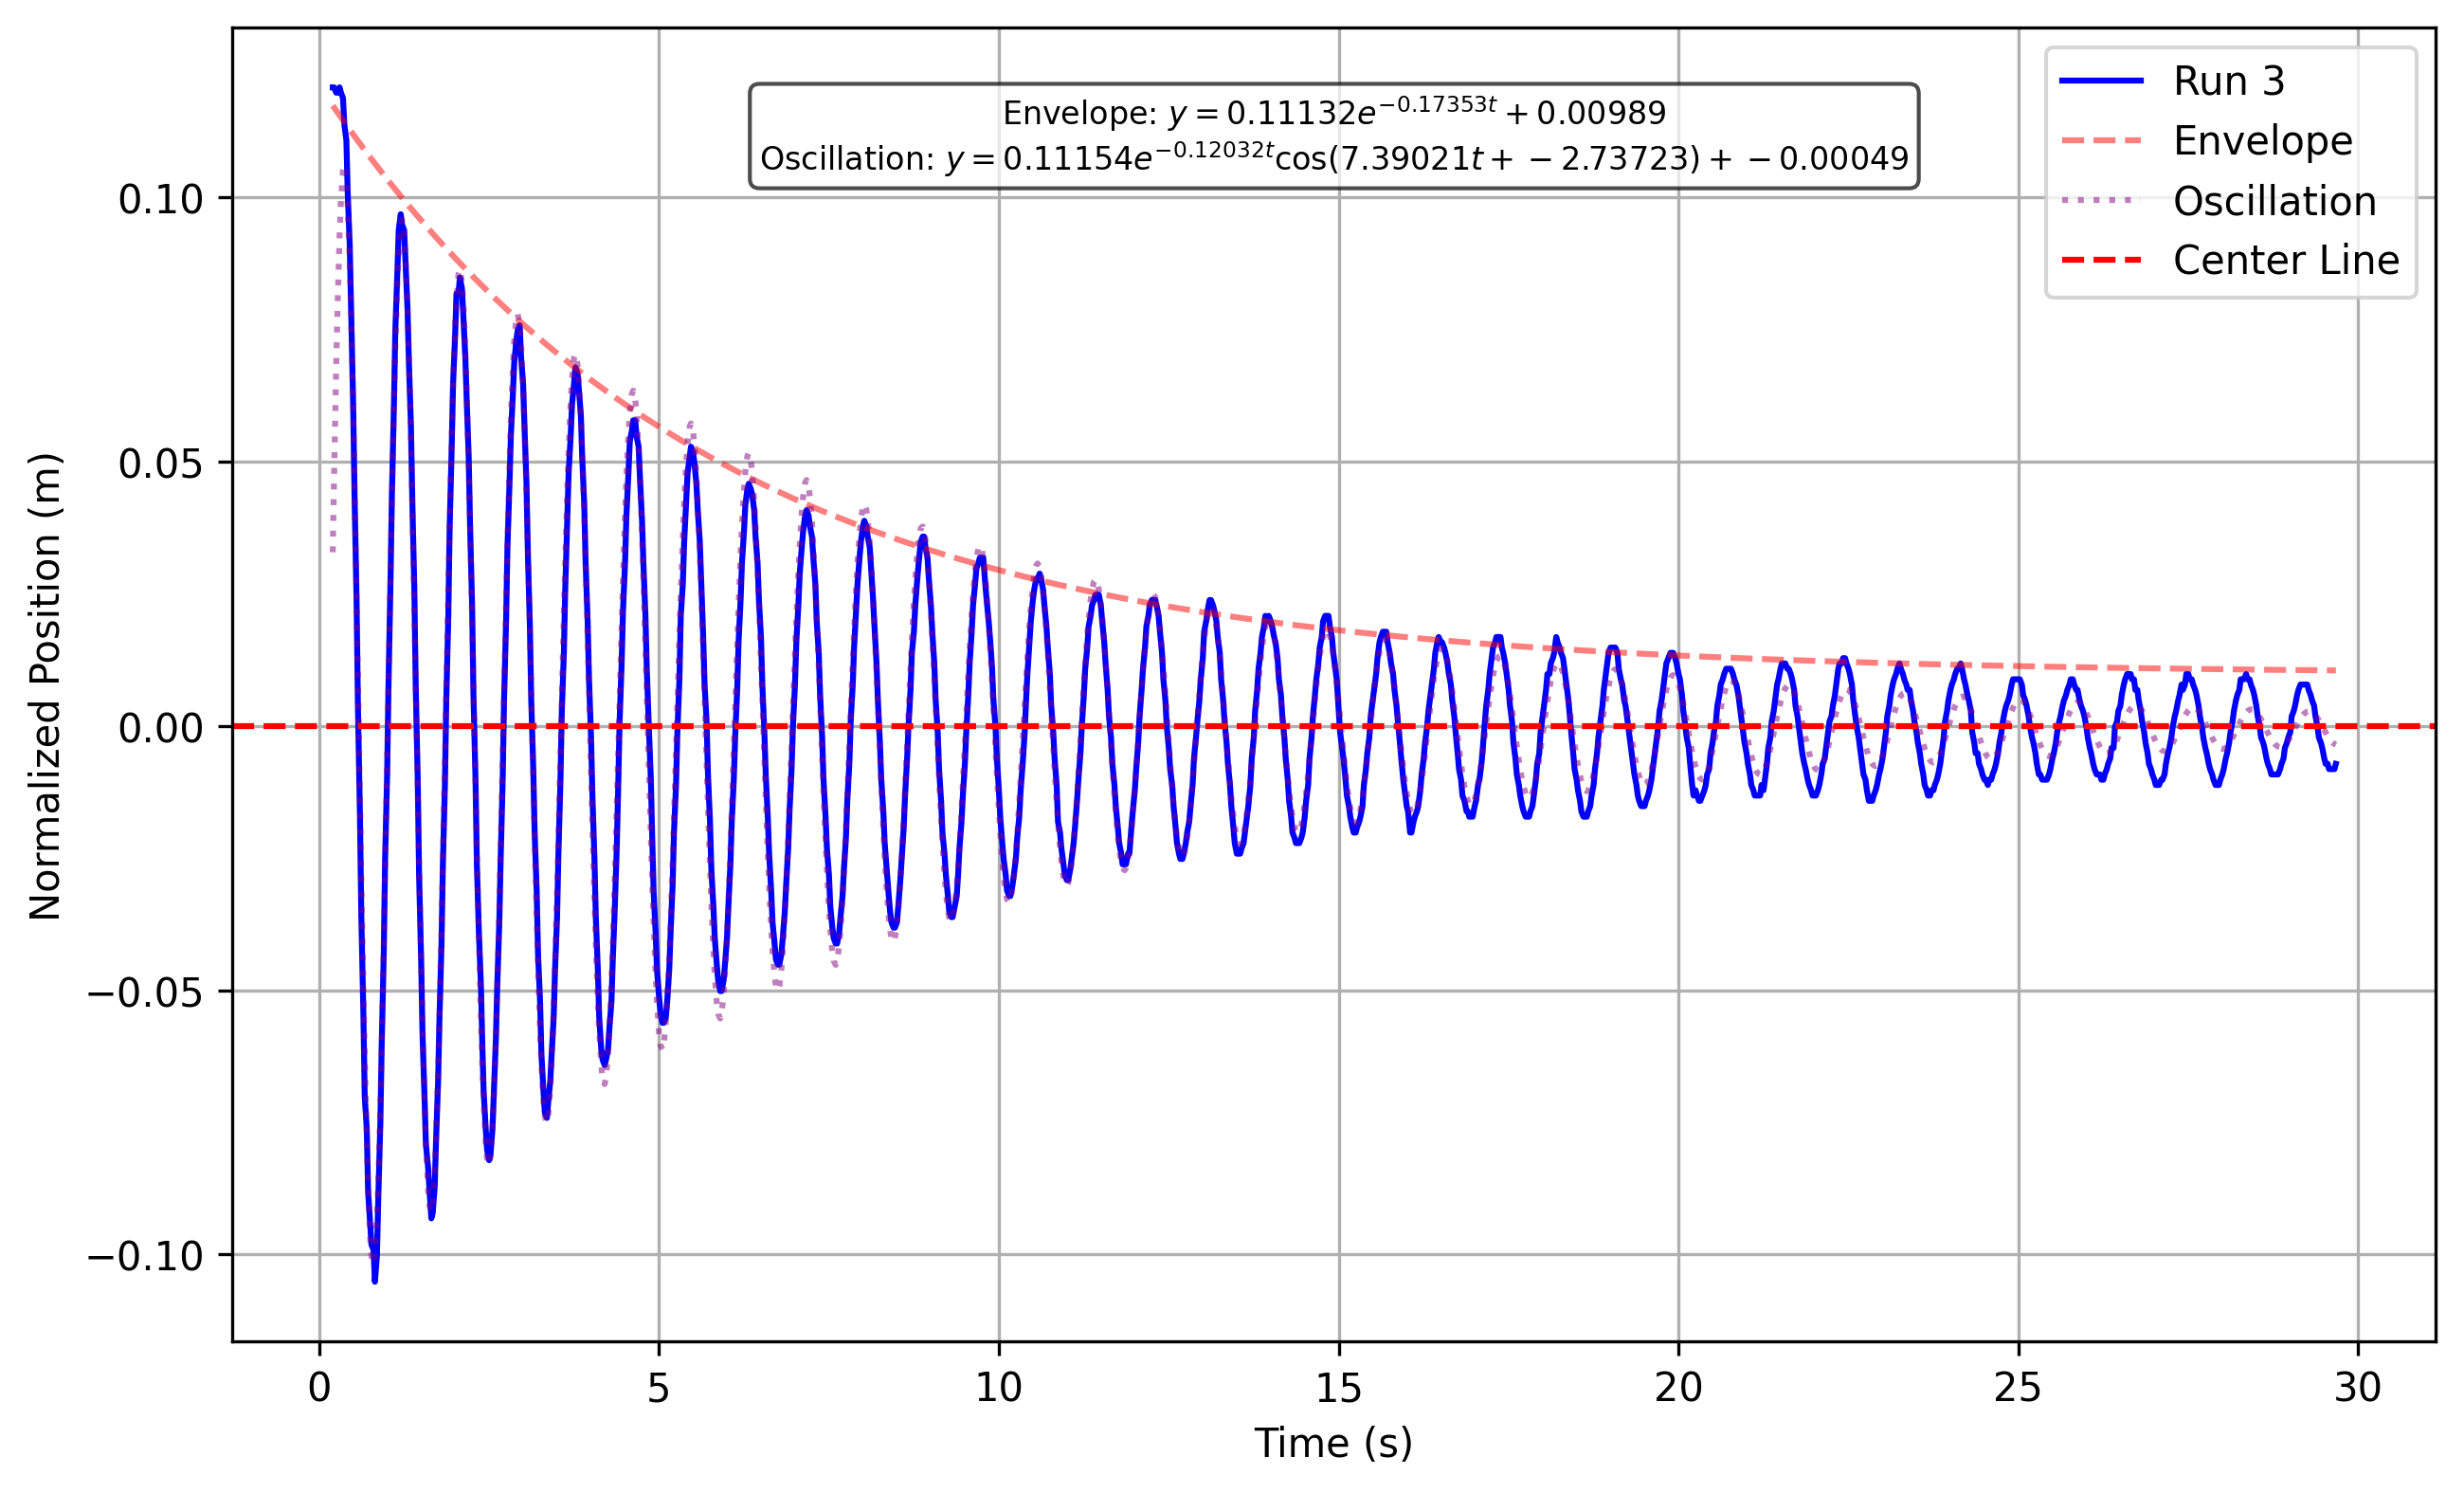 Envelope: y = 0.11132e^{-0.17353t} + 0.00989
Oscillation: y = 0.11154e^{-0.12032t}cos(7.39021t + −2.73723) + −0.00049
Run 3
Envelope
Oscillation
Center Line
Normalized Position (m)
0.10
0.05
0.00
−0.05
−0.10
0 5 10 15 20 25 30
Time (s)